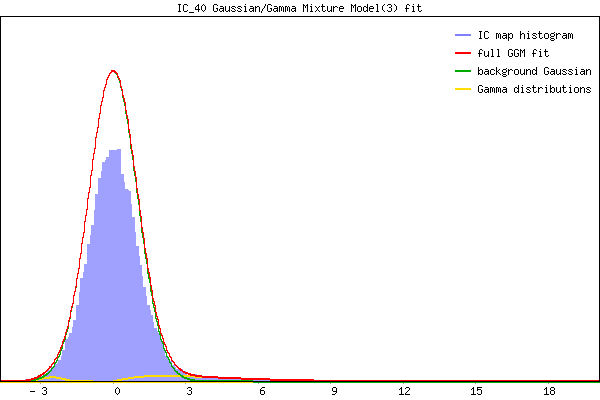 IC_40 Gaussian/Gamma Mixture Model(3) fit
IC map histogram
full GGM fit
background Gaussian
Gamma distributions
-3 0 3 6 9 12 15 18